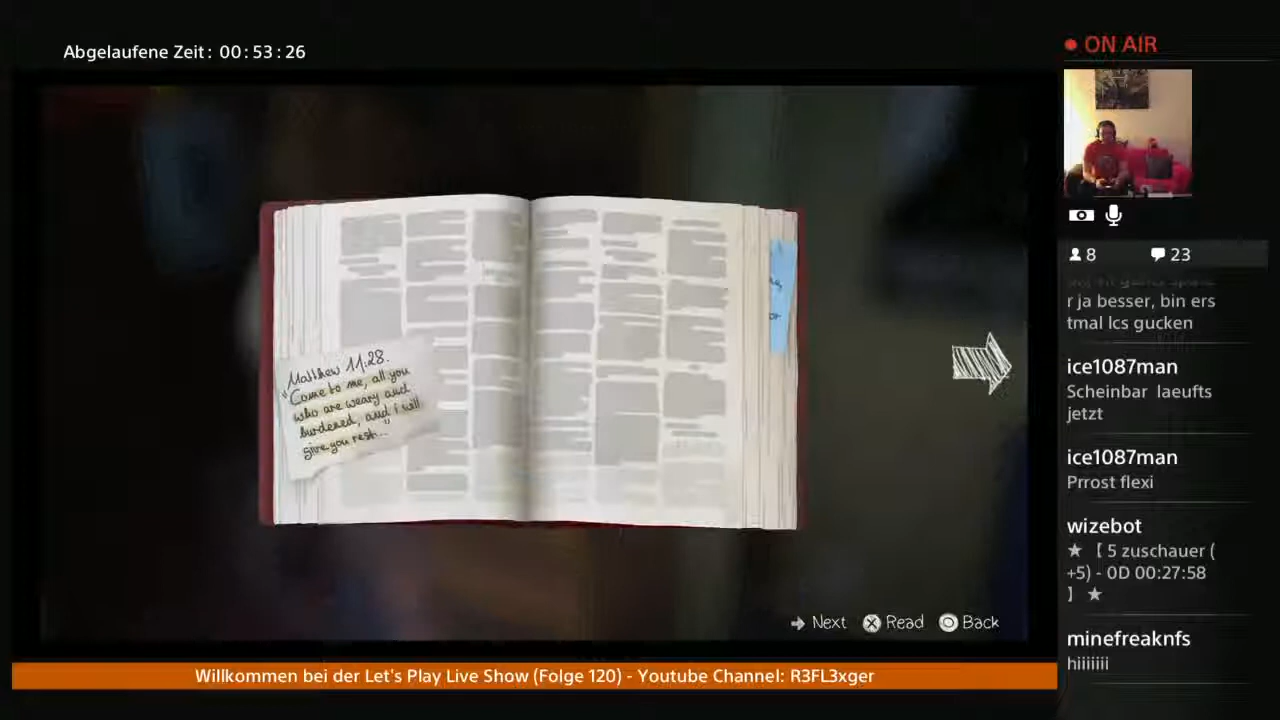 Abgelaufene Zeit: 00:53:26
ON AIR
8 23
r ja besser, bin ers
tmal lcs gucken
ice1087man
Scheinbar laeufts
jetzt
ice1087man
Prrost flexi
wizebot
★ 【 5 zuschauer (
+5) - 0D 00:27:58
】 ★
minefreaknfs
hiiiiiii
Matthew 11:28.
"Come to me, all you
who are weary and
burdened, and I will
give you rest..."
Next Read Back
Willkommen bei der Let's Play Live Show (Folge 120) - Youtube Channel: R3FL3xger